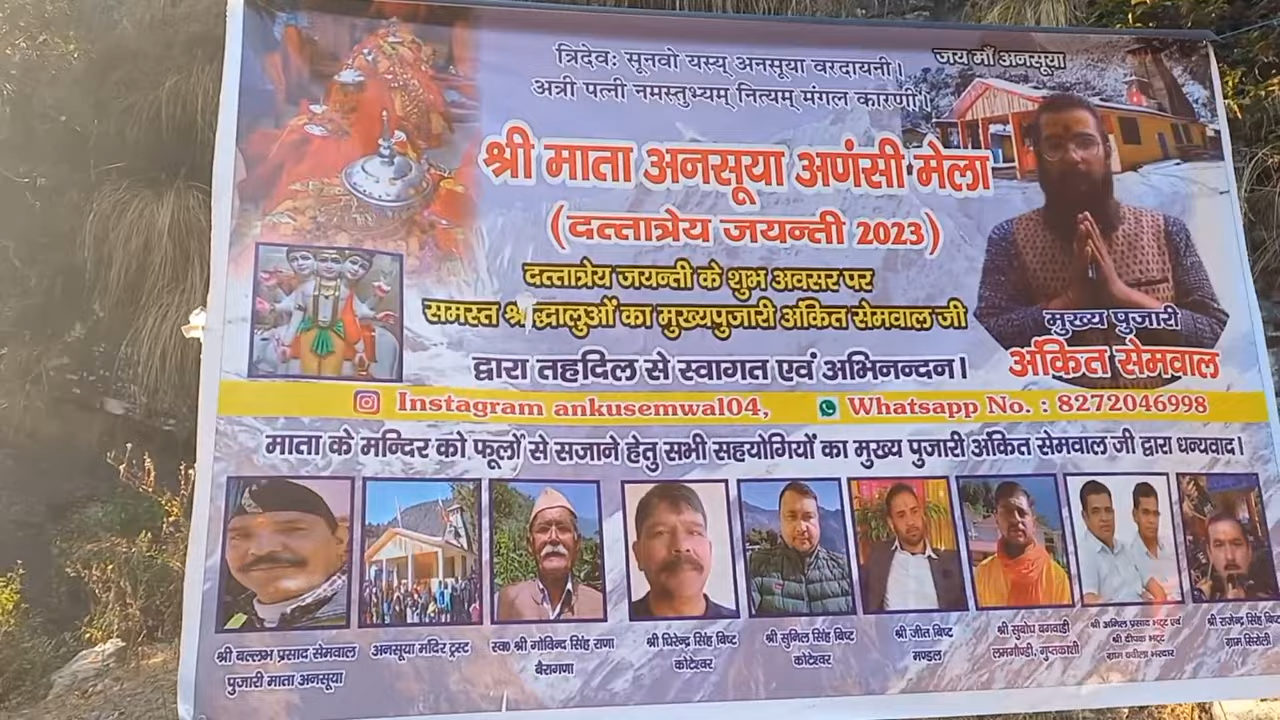 त्रिदेवः सूनवो यस्य् अनसूया वरदायनी।
अत्री पत्नी नमस्तुभ्यम् नित्यम् मंगल कारणी।
जय माँ अनसूया
श्री माता अनसूया अणंसी मेला
(दत्तात्रेय जयन्ती 2023)
दत्तात्रेय जयन्ती के शुभ अवसर पर
समस्त श्रद्धालुओं का मुख्यपुजारी अंकित सेमवाल जी
द्वारा तहदिल से स्वागत एवं अभिनन्दन।
मुख्य पुजारी
अंकित सेमवाल
Instagram ankusemwal04,
Whatsapp No. : 8272046998
माता के मन्दिर को फूलों से सजाने हेतु सभी सहयोगियों का मुख्य पुजारी अंकित सेमवाल जी द्वारा धन्यवाद।
श्री बल्लभ प्रसाद सेमवाल
पुजारी माता अनसूया
अनसूया मंदिर ट्रस्ट
स्व० श्री गोविन्द सिंह राणा
बैरागणा
श्री धिरेन्द्र सिंह बिष्ट
कोटेश्वर
श्री सुनिल सिंह बिष्ट
कोटेश्वर
श्री जीत बिष्ट
मण्डल
श्री सुबोध बगवाड़ी
लमगौण्डी, गुप्तकाशी
श्री अनिल प्रसाद भट्ट एवं
श्री दीपक भट्ट
ग्राम
श्री राजेन्द्र सिंह
ग्राम सिरोली